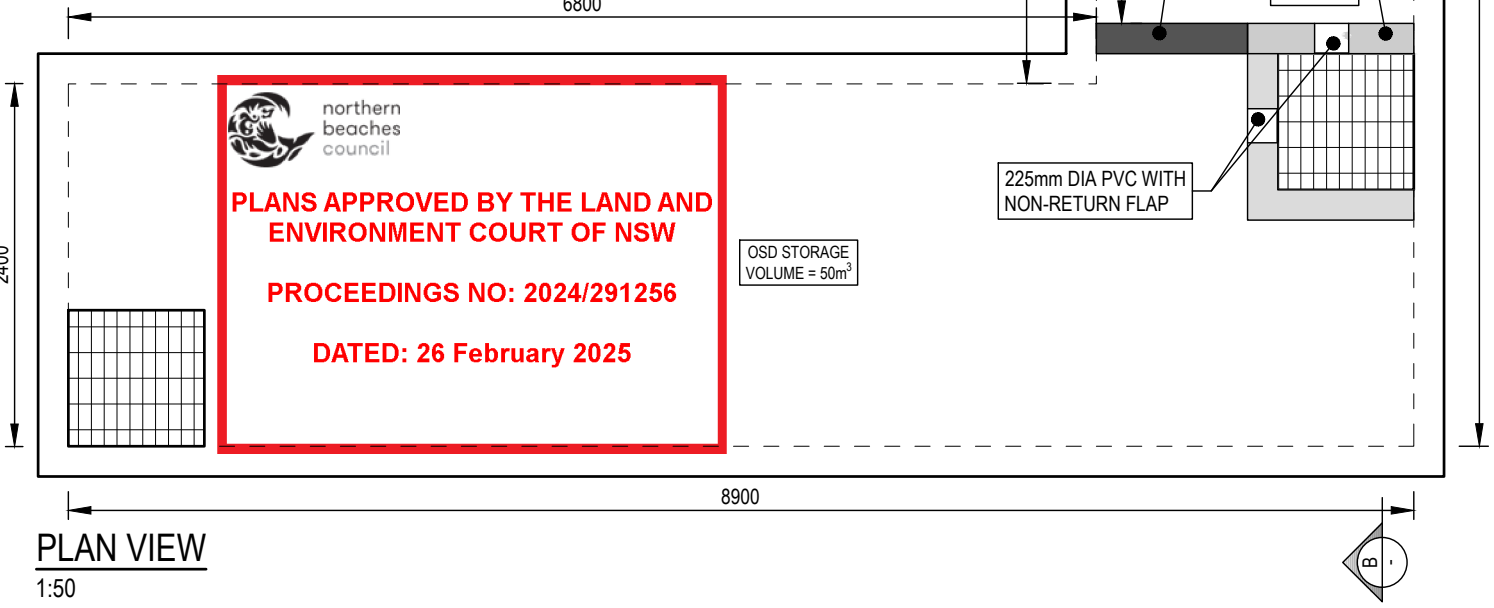 6800
northern
beaches
council
PLANS APPROVED BY THE LAND AND
ENVIRONMENT COURT OF NSW
PROCEEDINGS NO: 2024/291256
DATED: 26 February 2025
225mm DIA PVC WITH
NON-RETURN FLAP
OSD STORAGE
VOLUME = 50m³
2400
8900
PLAN VIEW
1:50
B
-